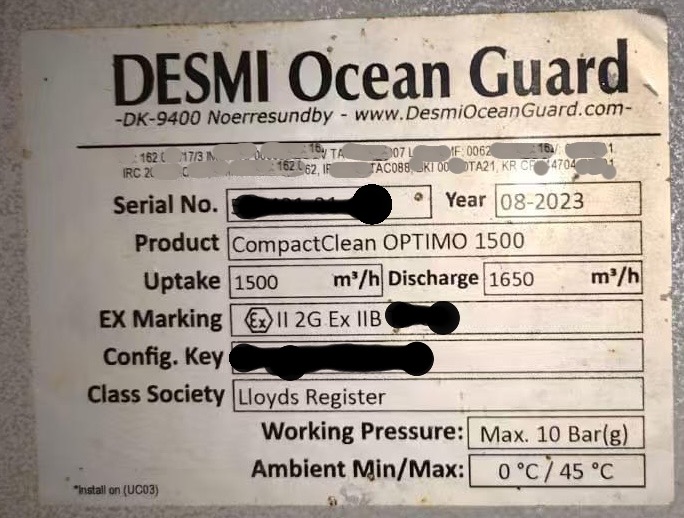 DESMI Ocean Guard
-DK-9400 Noerresundby - www.DesmiOceanGuard.com-
Serial No. Year 08-2023
Product CompactClean OPTIMO 1500
Uptake 1500 m³/h Discharge 1650 m³/h
EX Marking Ex II 2G Ex IIB
Config. Key
Class Society Lloyds Register
Working Pressure: Max. 10 Bar(g)
Ambient Min/Max: 0 °C / 45 °C
*Install on (UC03)